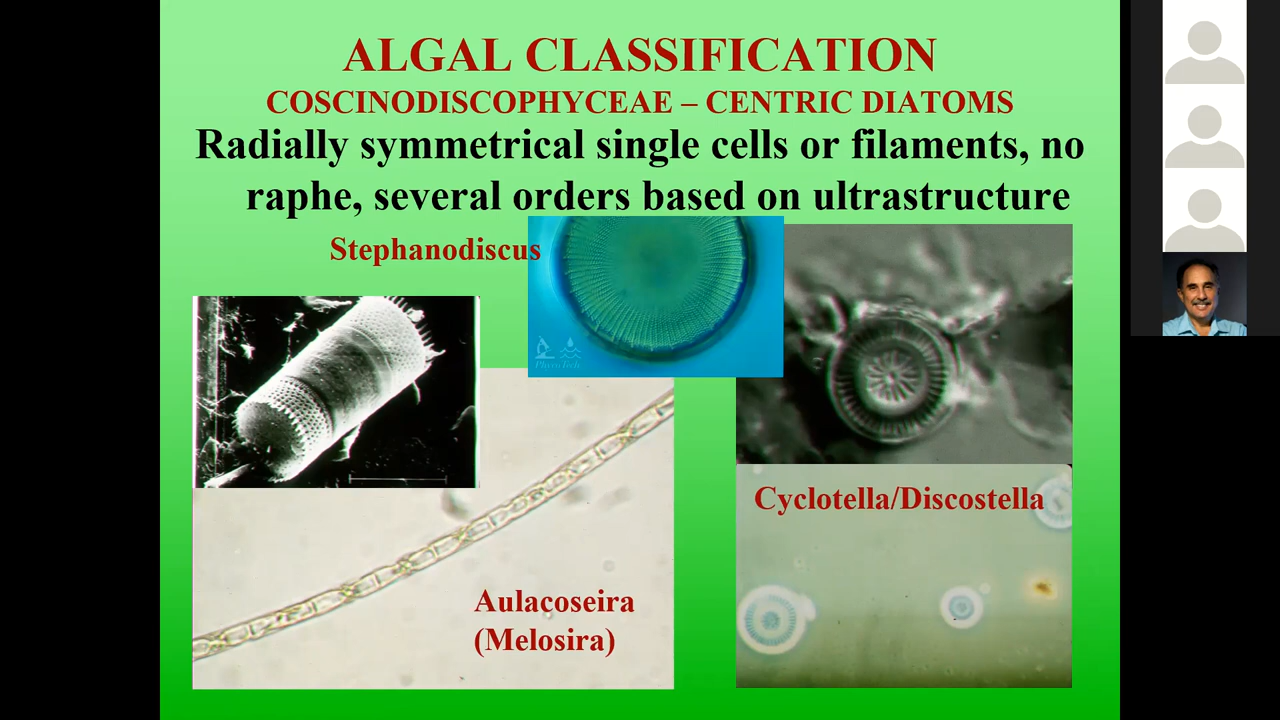 ALGAL CLASSIFICATION
COSCINODISCOPHYCEAE – CENTRIC DIATOMS
Radially symmetrical single cells or filaments, no
raphe, several orders based on ultrastructure
Stephanodiscus
PhycoTech
Cyclotella/Discostella
Aulacoseira
(Melosira)